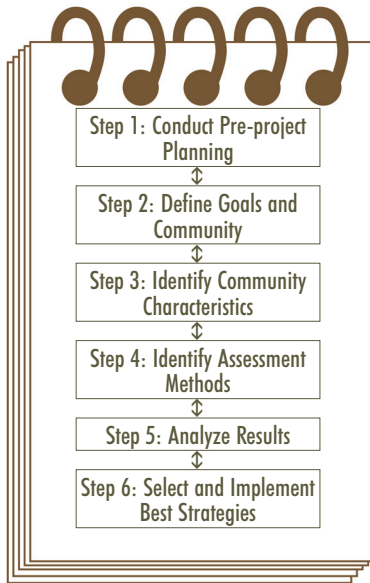 Step 1: Conduct Pre-project
Planning
Step 2: Define Goals and
Community
Step 3: Identify Community
Characteristics
Step 4: Identify Assessment
Methods
Step 5: Analyze Results
Step 6: Select and Implement
Best Strategies